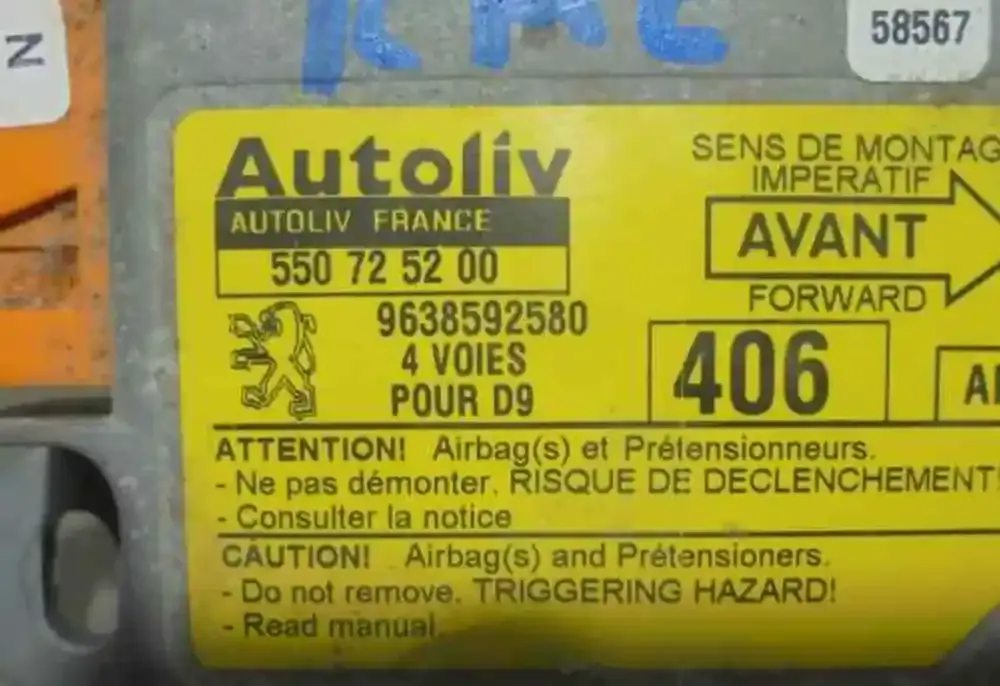 58567
Autoliv
AUTOLIV FRANCE
550 72 52 00
SENS DE MONTAG
IMPERATIF
AVANT
FORWARD
9638592580
4 VOIES
POUR D9
406
ATTENTION! Airbag(s) et Prétensionneurs.
- Ne pas démonter. RISQUE DE DECLENCHEMENT
- Consulter la notice
CAUTION! Airbag(s) and Prétensioners.
- Do not remove. TRIGGERING HAZARD!
- Read manual.